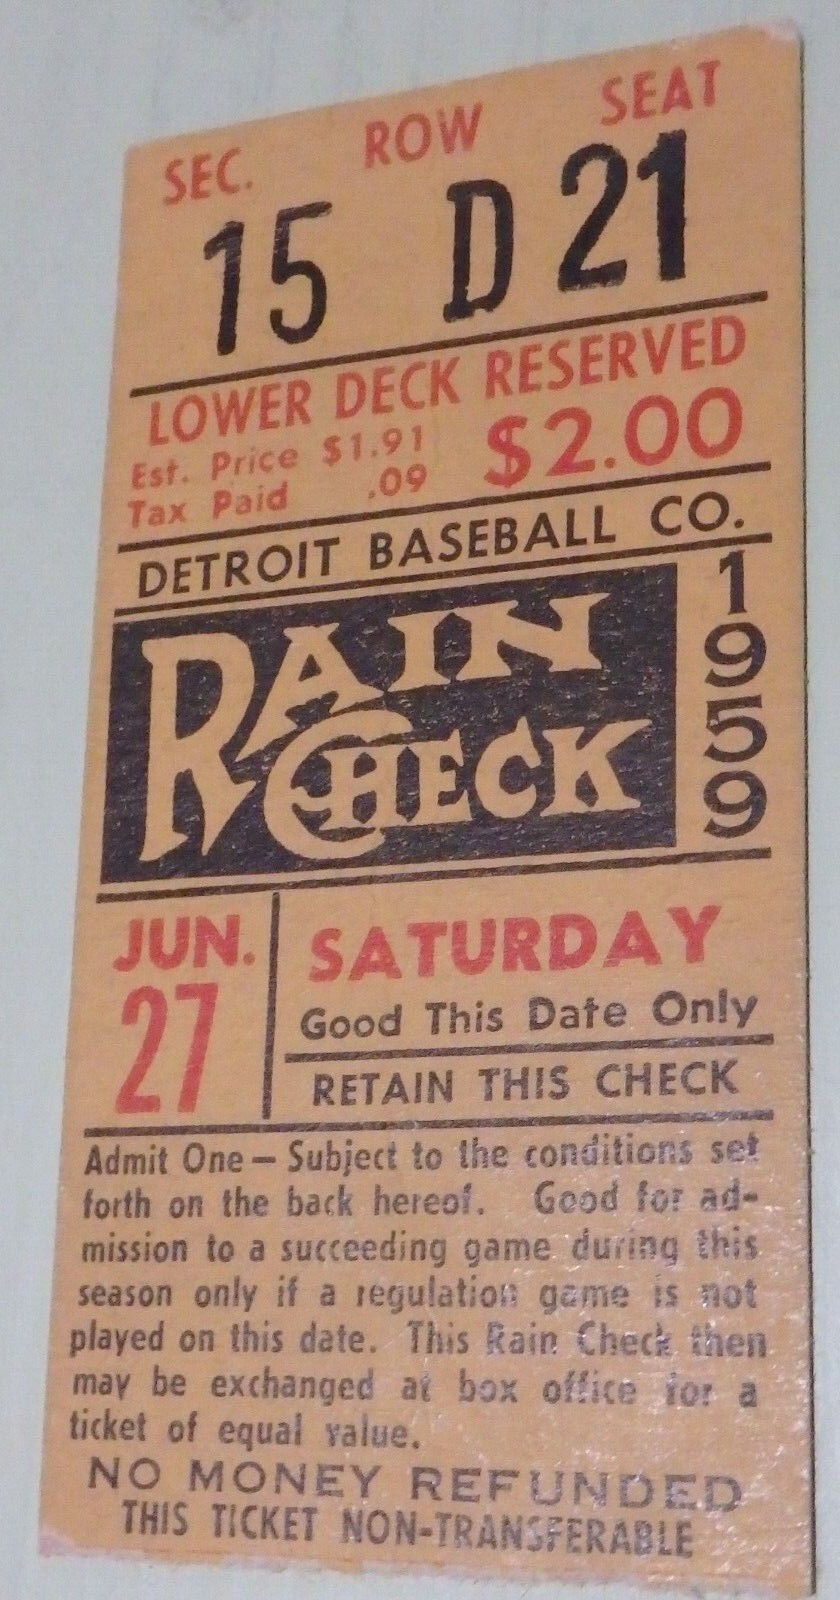 SEC. ROW SEAT
15 D 21
LOWER DECK RESERVED
Est. Price $1.91
Tax Paid .09
$2.00
DETROIT BASEBALL CO.
RAIN
CHECK
1959
JUN.
27
SATURDAY
Good This Date Only
RETAIN THIS CHECK
Admit One — Subject to the conditions set
forth on the back hereof. Good for ad-
mission to a succeeding game during this
season only if a regulation game is not
played on this date. This Rain Check then
may be exchanged at box office for a
ticket of equal value.
NO MONEY REFUNDED
THIS TICKET NON-TRANSFERABLE